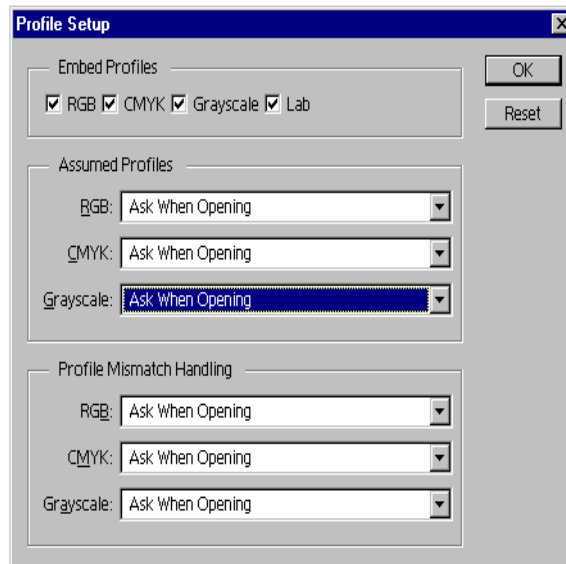 Profile Setup
Embed Profiles
RGB CMYK Grayscale Lab
OK
Reset
Assumed Profiles
RGB: Ask When Opening
CMYK: Ask When Opening
Grayscale: Ask When Opening
Profile Mismatch Handling
RGB: Ask When Opening
CMYK: Ask When Opening
Grayscale: Ask When Opening